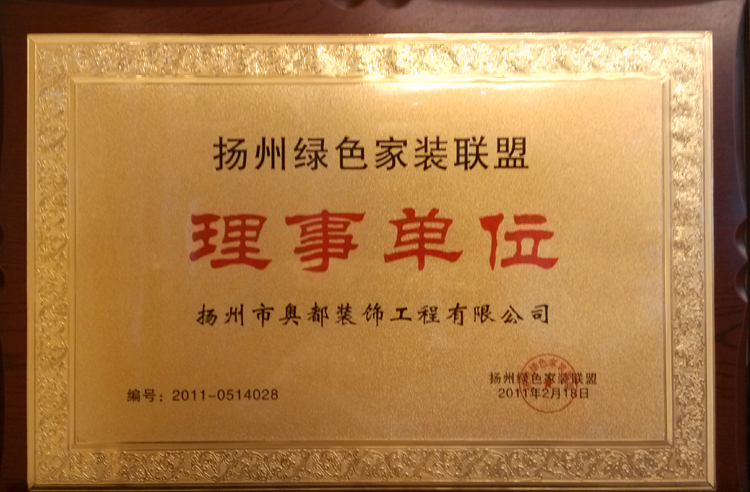 扬州绿色家装联盟
理事单位
扬州市奥都装饰工程有限公司
编号：2011-0514028
扬州绿色家装联盟
2011年2月18日